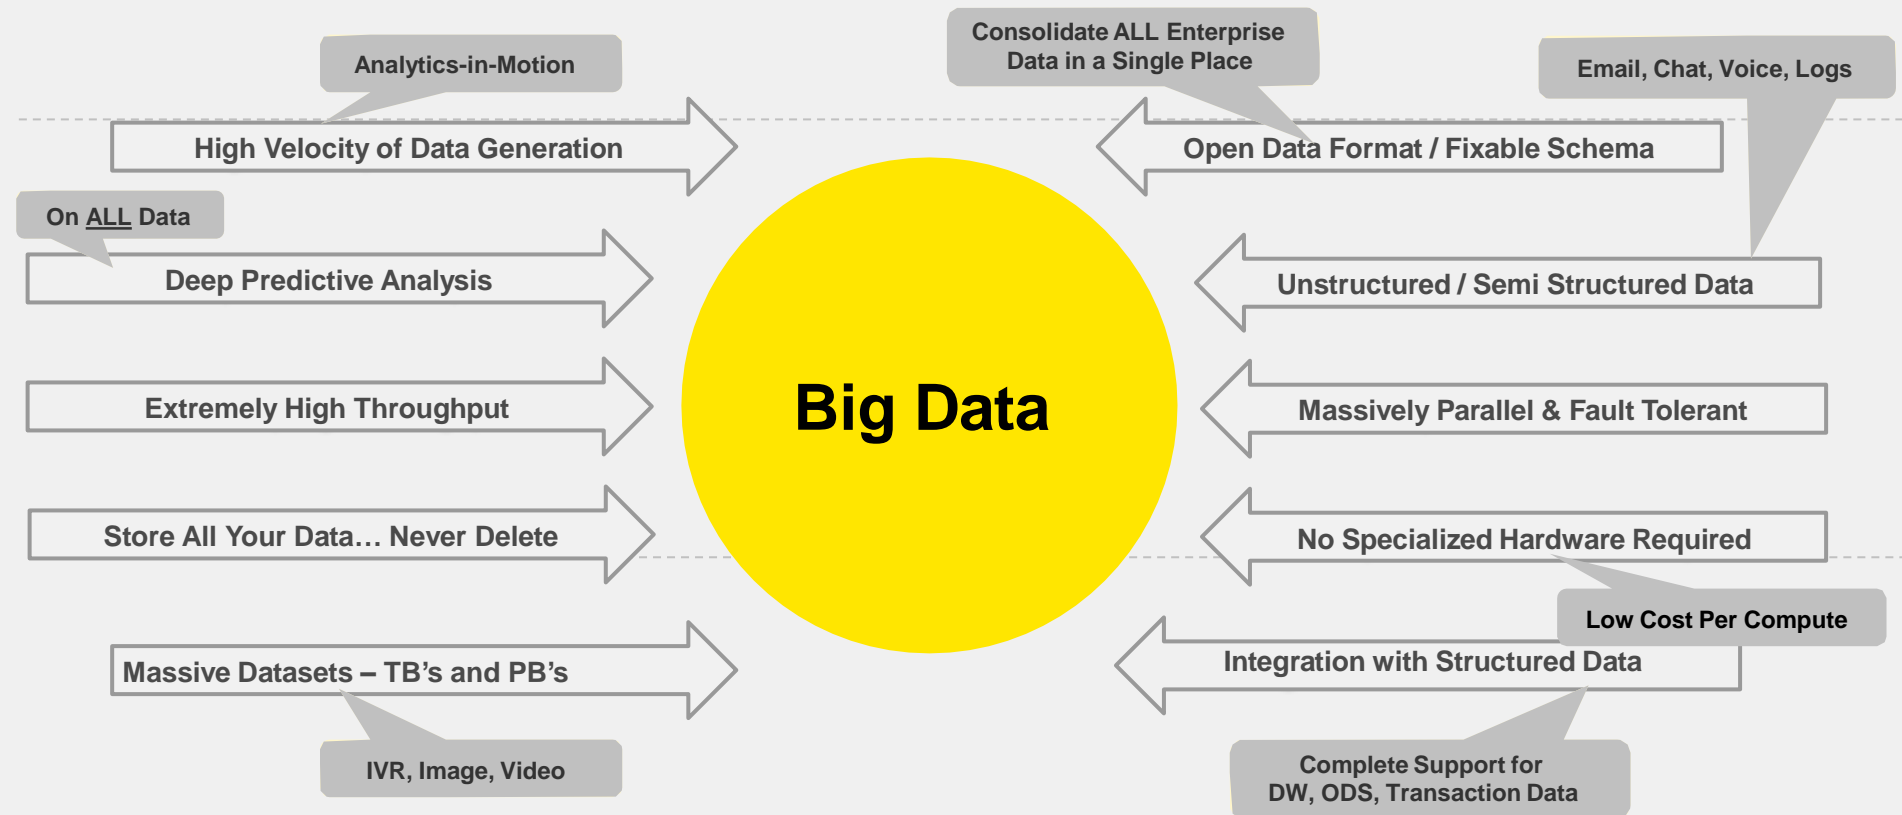 Analytics-in-Motion
Consolidate ALL Enterprise
Data in a Single Place
Email, Chat, Voice, Logs
High Velocity of Data Generation
Open Data Format / Fixable Schema
On ALL Data
Deep Predictive Analysis
Unstructured / Semi Structured Data
Extremely High Throughput
Big Data
Massively Parallel & Fault Tolerant
Store All Your Data… Never Delete
No Specialized Hardware Required
Low Cost Per Compute
Massive Datasets – TB’s and PB’s
Integration with Structured Data
IVR, Image, Video
Complete Support for
DW, ODS, Transaction Data